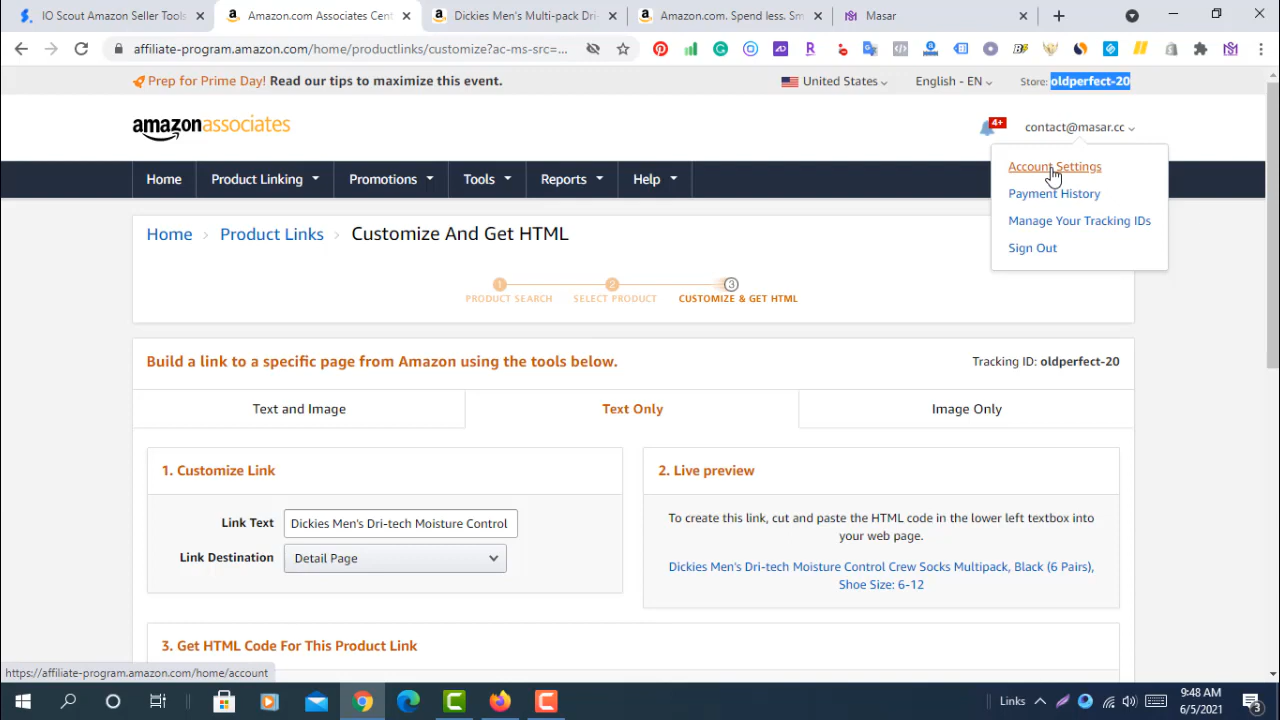 IO Scout Amazon Seller Tools
Amazon.com Associates Cent
Dickies Men's Multi-pack Dri-
Amazon.com. Spend less. Sm
Masar
affiliate-program.amazon.com/home/productlinks/customize?ac-ms-src=...
Prep for Prime Day! Read our tips to maximize this event.
United States
English - EN
Store: oldperfect-20
amazonassociates
4+
contact@masar.cc
Account Settings
Payment History
Manage Your Tracking IDs
Sign Out
Home
Product Linking
Promotions
Tools
Reports
Help
Home > Product Links > Customize And Get HTML
1
2
3
PRODUCT SEARCH
SELECT PRODUCT
CUSTOMIZE & GET HTML
Build a link to a specific page from Amazon using the tools below.
Tracking ID: oldperfect-20
Text and Image
Text Only
Image Only
1. Customize Link
Link Text
Dickies Men's Dri-tech Moisture Control
Link Destination
Detail Page
2. Live preview
To create this link, cut and paste the HTML code in the lower left textbox into
your web page.
Dickies Men's Dri-tech Moisture Control Crew Socks Multipack, Black (6 Pairs),
Shoe Size: 6-12
3. Get HTML Code For This Product Link
https://affiliate-program.amazon.com/home/account
Links
9:48 AM
6/5/2021
3